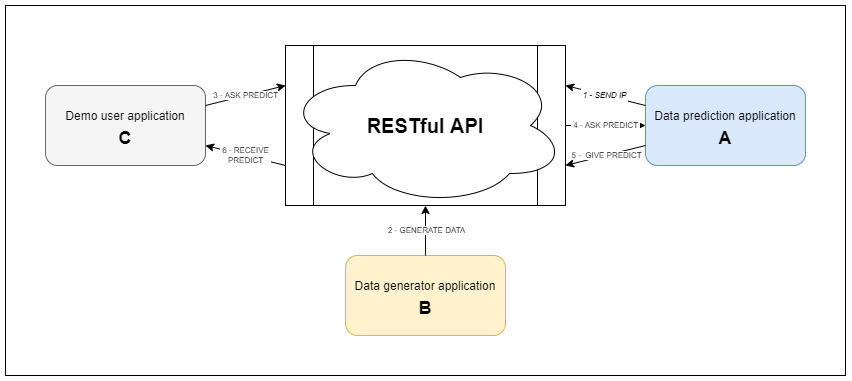 RESTful API
3 - ASK PREDICT
Demo user application
C
6 - RECEIVE
PREDICT
1 - SEND IP
4 - ASK PREDICT
5 - GIVE PREDICT
Data prediction application
A
2 - GENERATE DATA
Data generator application
B